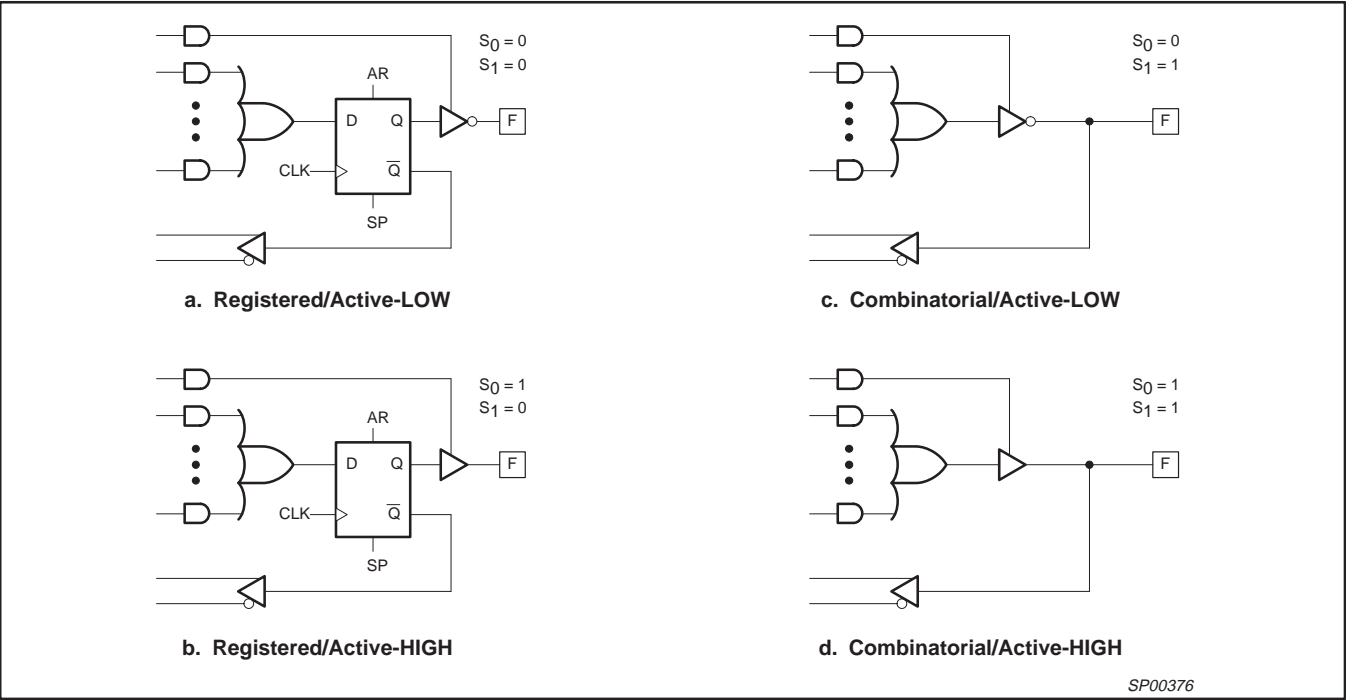 S0 = 0
S1 = 0
AR
D Q
F
CLK
Q̅
SP
a. Registered/Active-LOW
S0 = 0
S1 = 1
F
c. Combinatorial/Active-LOW
S0 = 1
S1 = 0
AR
D Q
F
CLK
Q̅
SP
b. Registered/Active-HIGH
S0 = 1
S1 = 1
F
d. Combinatorial/Active-HIGH
SP00376